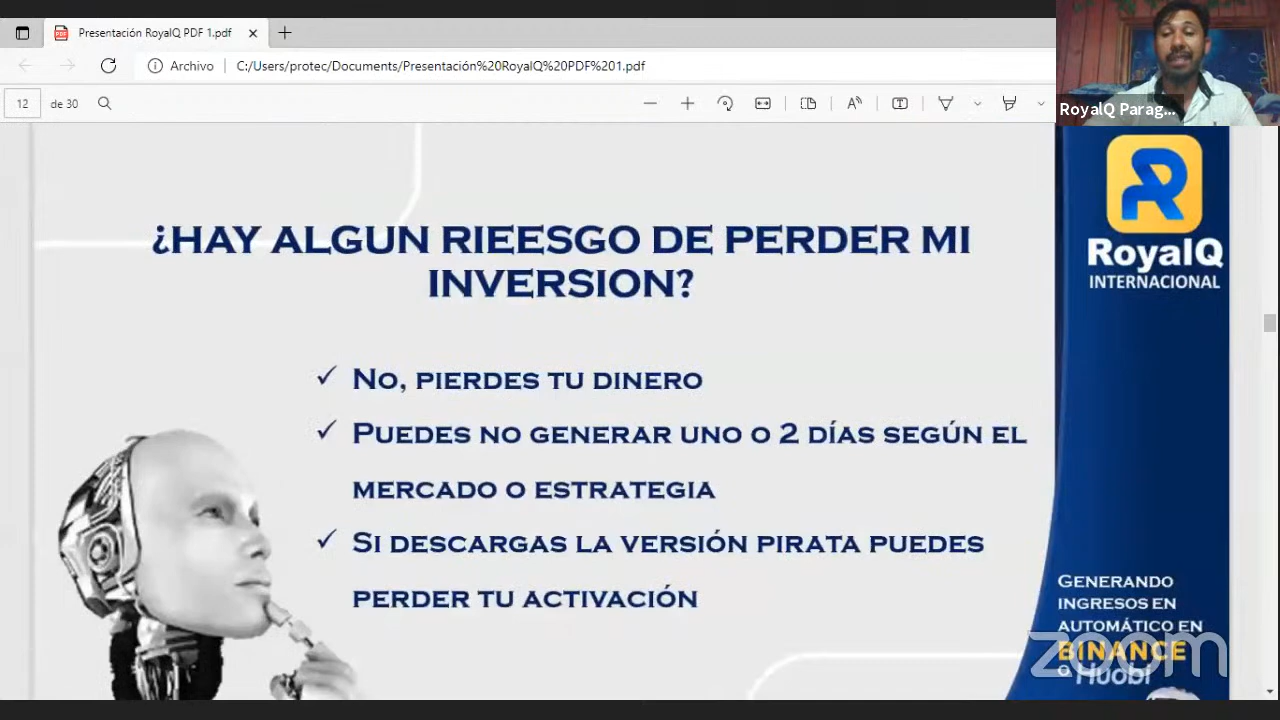 Presentación RoyalQ PDF 1.pdf
Archivo
C:/Users/protec/Documents/Presentación%20RoyalQ%20PDF%201.pdf
12 de 30
RoyalQ Parag...
¿HAY ALGUN RIEESGO DE PERDER MI
INVERSION?
NO, PIERDES TU DINERO
PUEDES NO GENERAR UNO O 2 DÍAS SEGÚN EL
MERCADO O ESTRATEGIA
SI DESCARGAS LA VERSIÓN PIRATA PUEDES
PERDER TU ACTIVACIÓN
RoyalQ
INTERNACIONAL
GENERANDO
INGRESOS EN
AUTOMÁTICO EN
BINANCE
O Huobi
zoom